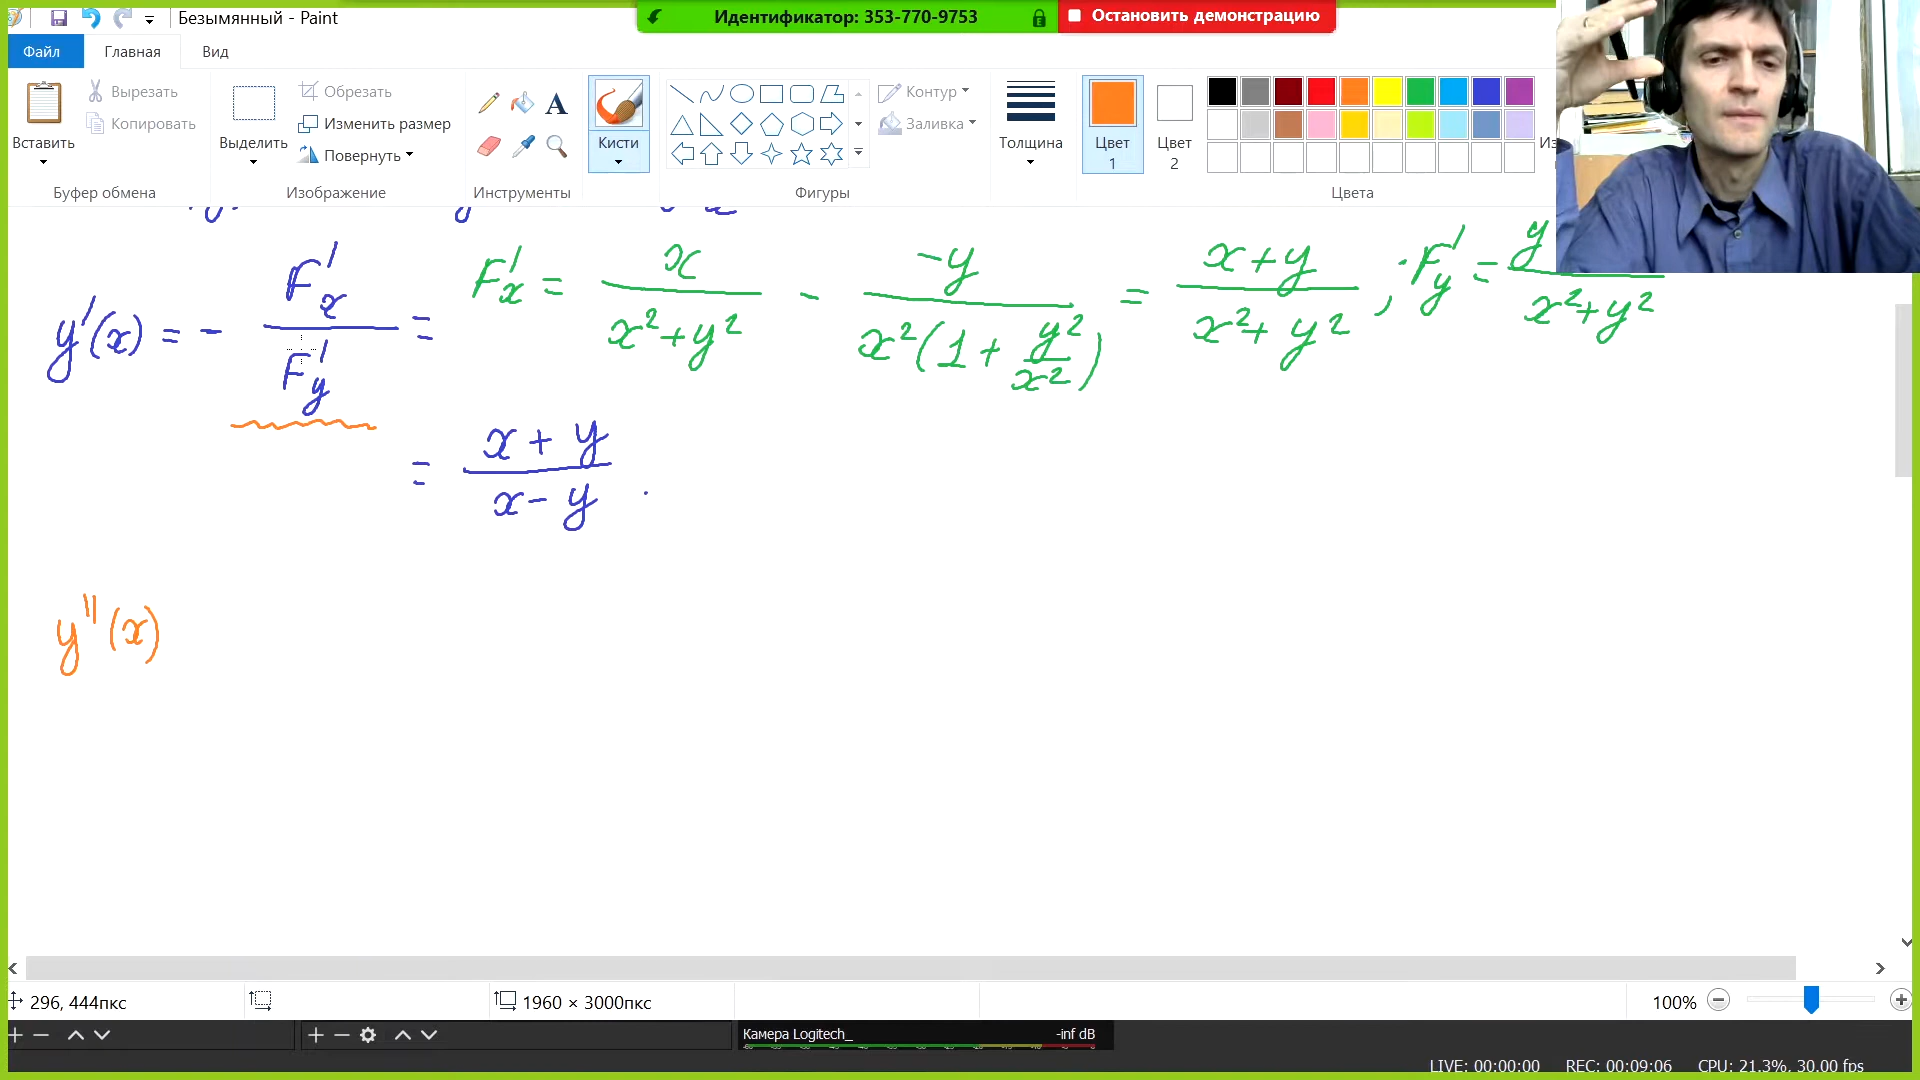 Безымянный - Paint
Идентификатор: 353-770-9753
Остановить демонстрацию
Файл Главная Вид
Вставить
Вырезать
Копировать
Буфер обмена
Выделить
Обрезать
Изменить размер
Повернуть
Изображение
A
Инструменты
Кисти
Фигуры
Контур
Заливка
Толщина
Цвет 1
Цвет 2
Цвета
Из
y'(x) = - F'x / F'y =
F'x = x / (x² + y²) - -y / (x²(1 + y²/x²)) = (x + y) / (x² + y²), · F'y = y / (x² + y²)
= (x + y) / (x - y) .
y''(x)
296, 444пкс
1960 × 3000пкс
100%
Камера Logitech_ -inf dB
LIVE: 00:00:00 REC: 00:09:06 CPU: 21.3%, 30.00 fps